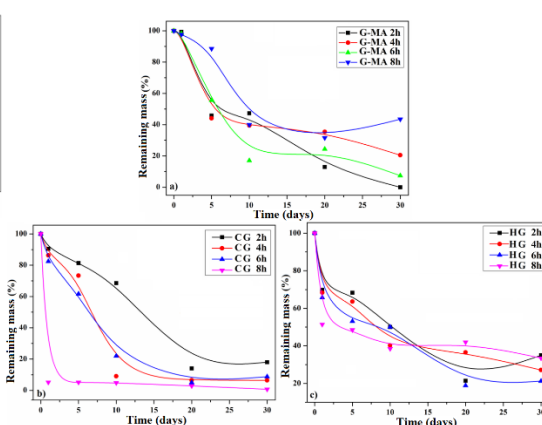 Remaining mass (%)
100
80
60
40
20
0
G-MA 2h
G-MA 4h
G-MA 6h
G-MA 8h
a)
0 5 10 15 20 25 30
Time (days)
Remaining mass (%)
100
80
60
40
20
0
CG 2h
CG 4h
CG 6h
CG 8h
b)
0 5 10 15 20 25 30
Time (days)
Remaining mass (%)
100
80
60
40
20
HG 2h
HG 4h
HG 6h
HG 8h
c)
0 5 10 15 20 25 30
Time (days)